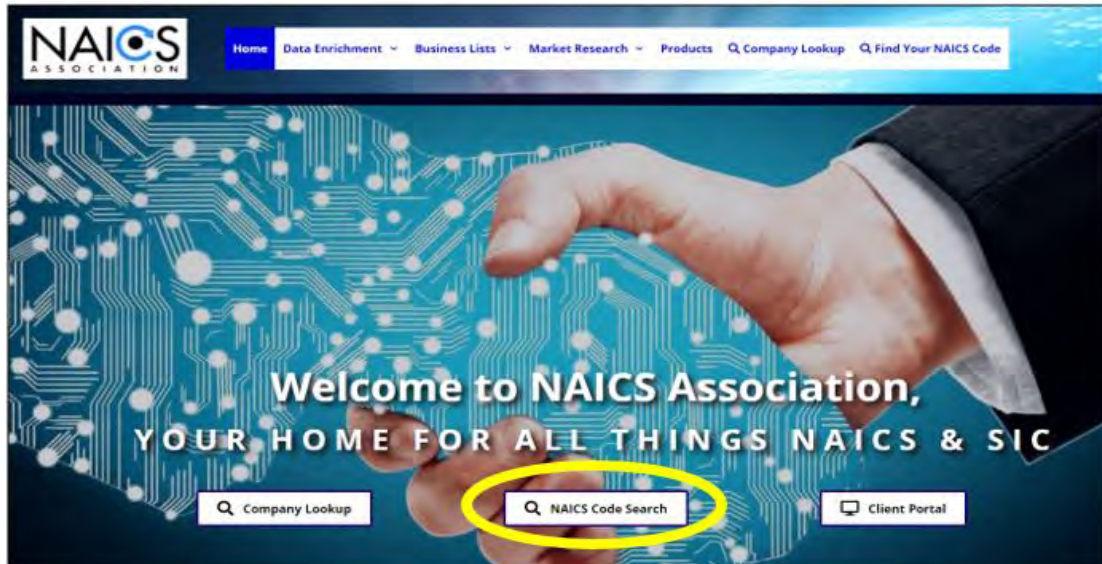 NAICS
ASSOCIATION
Home Data Enrichment Business Lists Market Research Products Company Lookup Find Your NAICS Code
Welcome to NAICS Association,
YOUR HOME FOR ALL THINGS NAICS & SIC
Company Lookup NAICS Code Search Client Portal